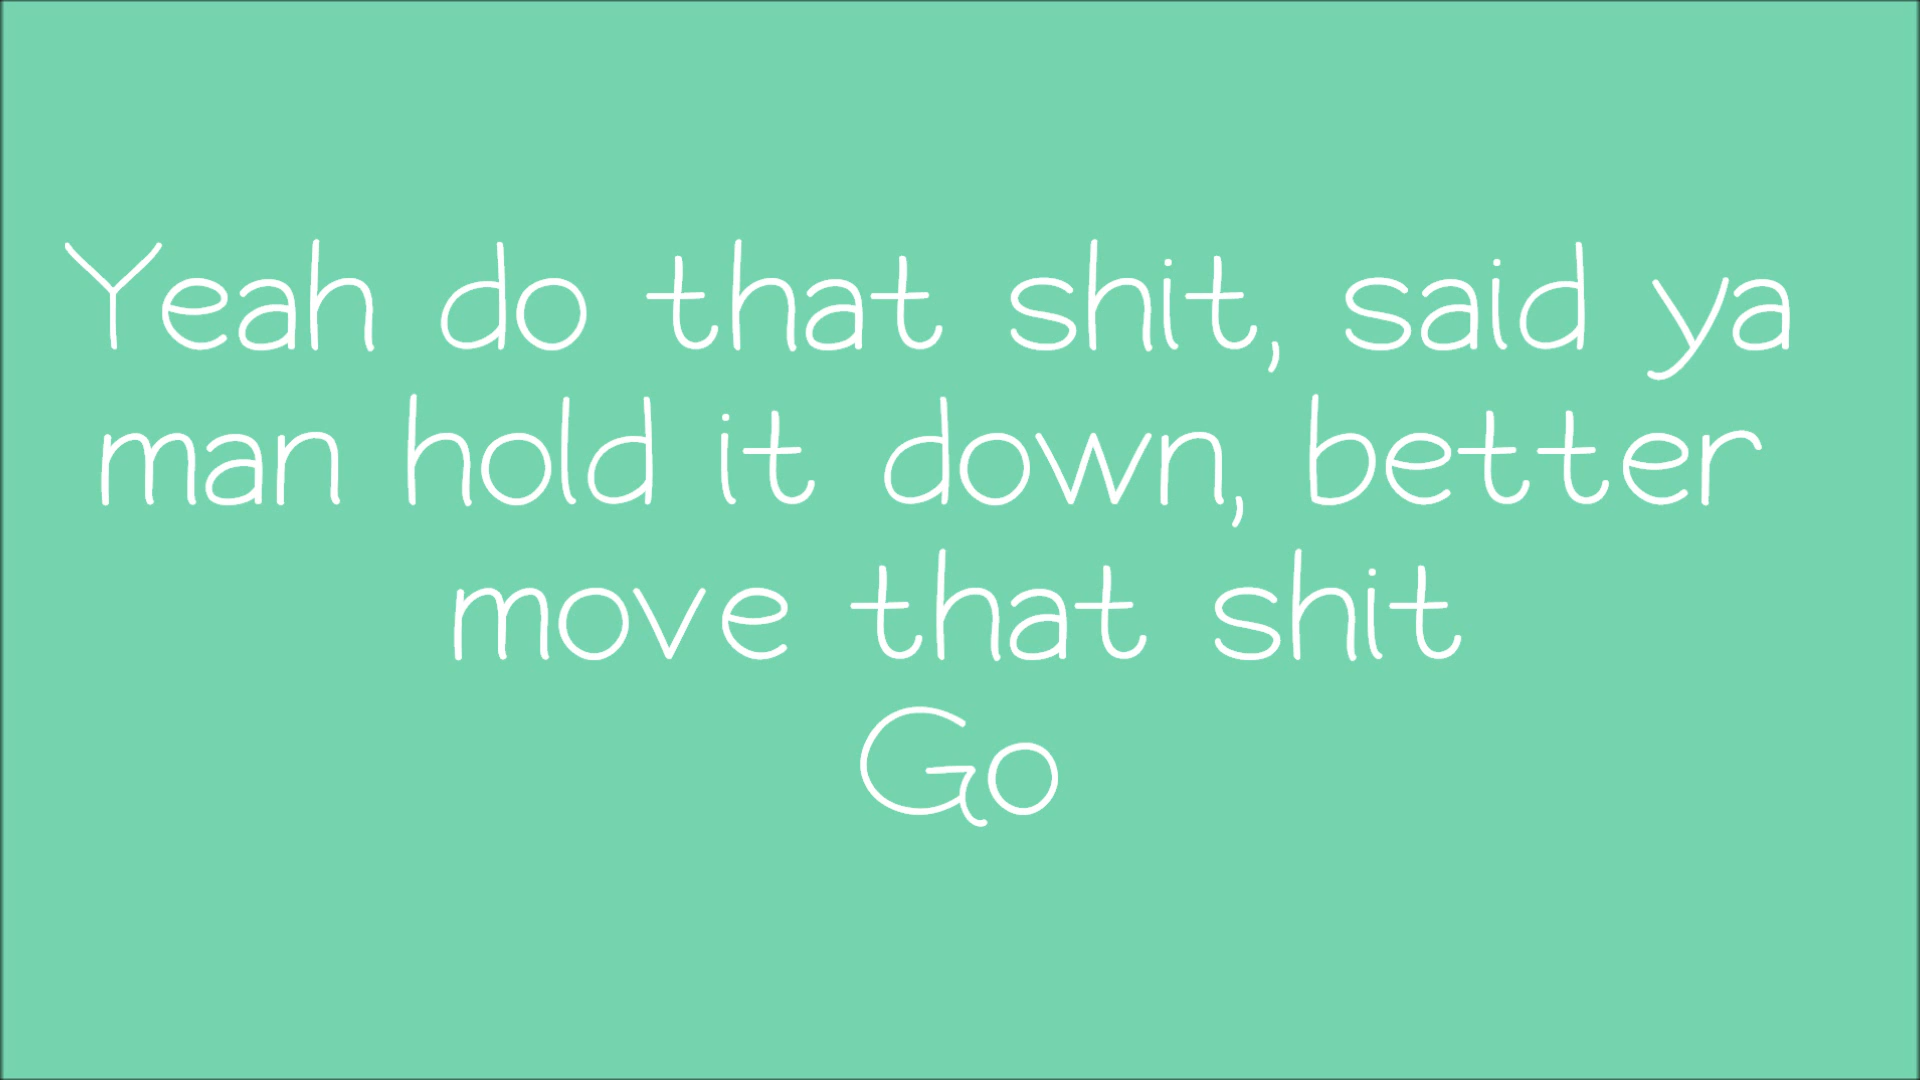 Yeah do that shit, said ya
man hold it down, better
move that shit
Go